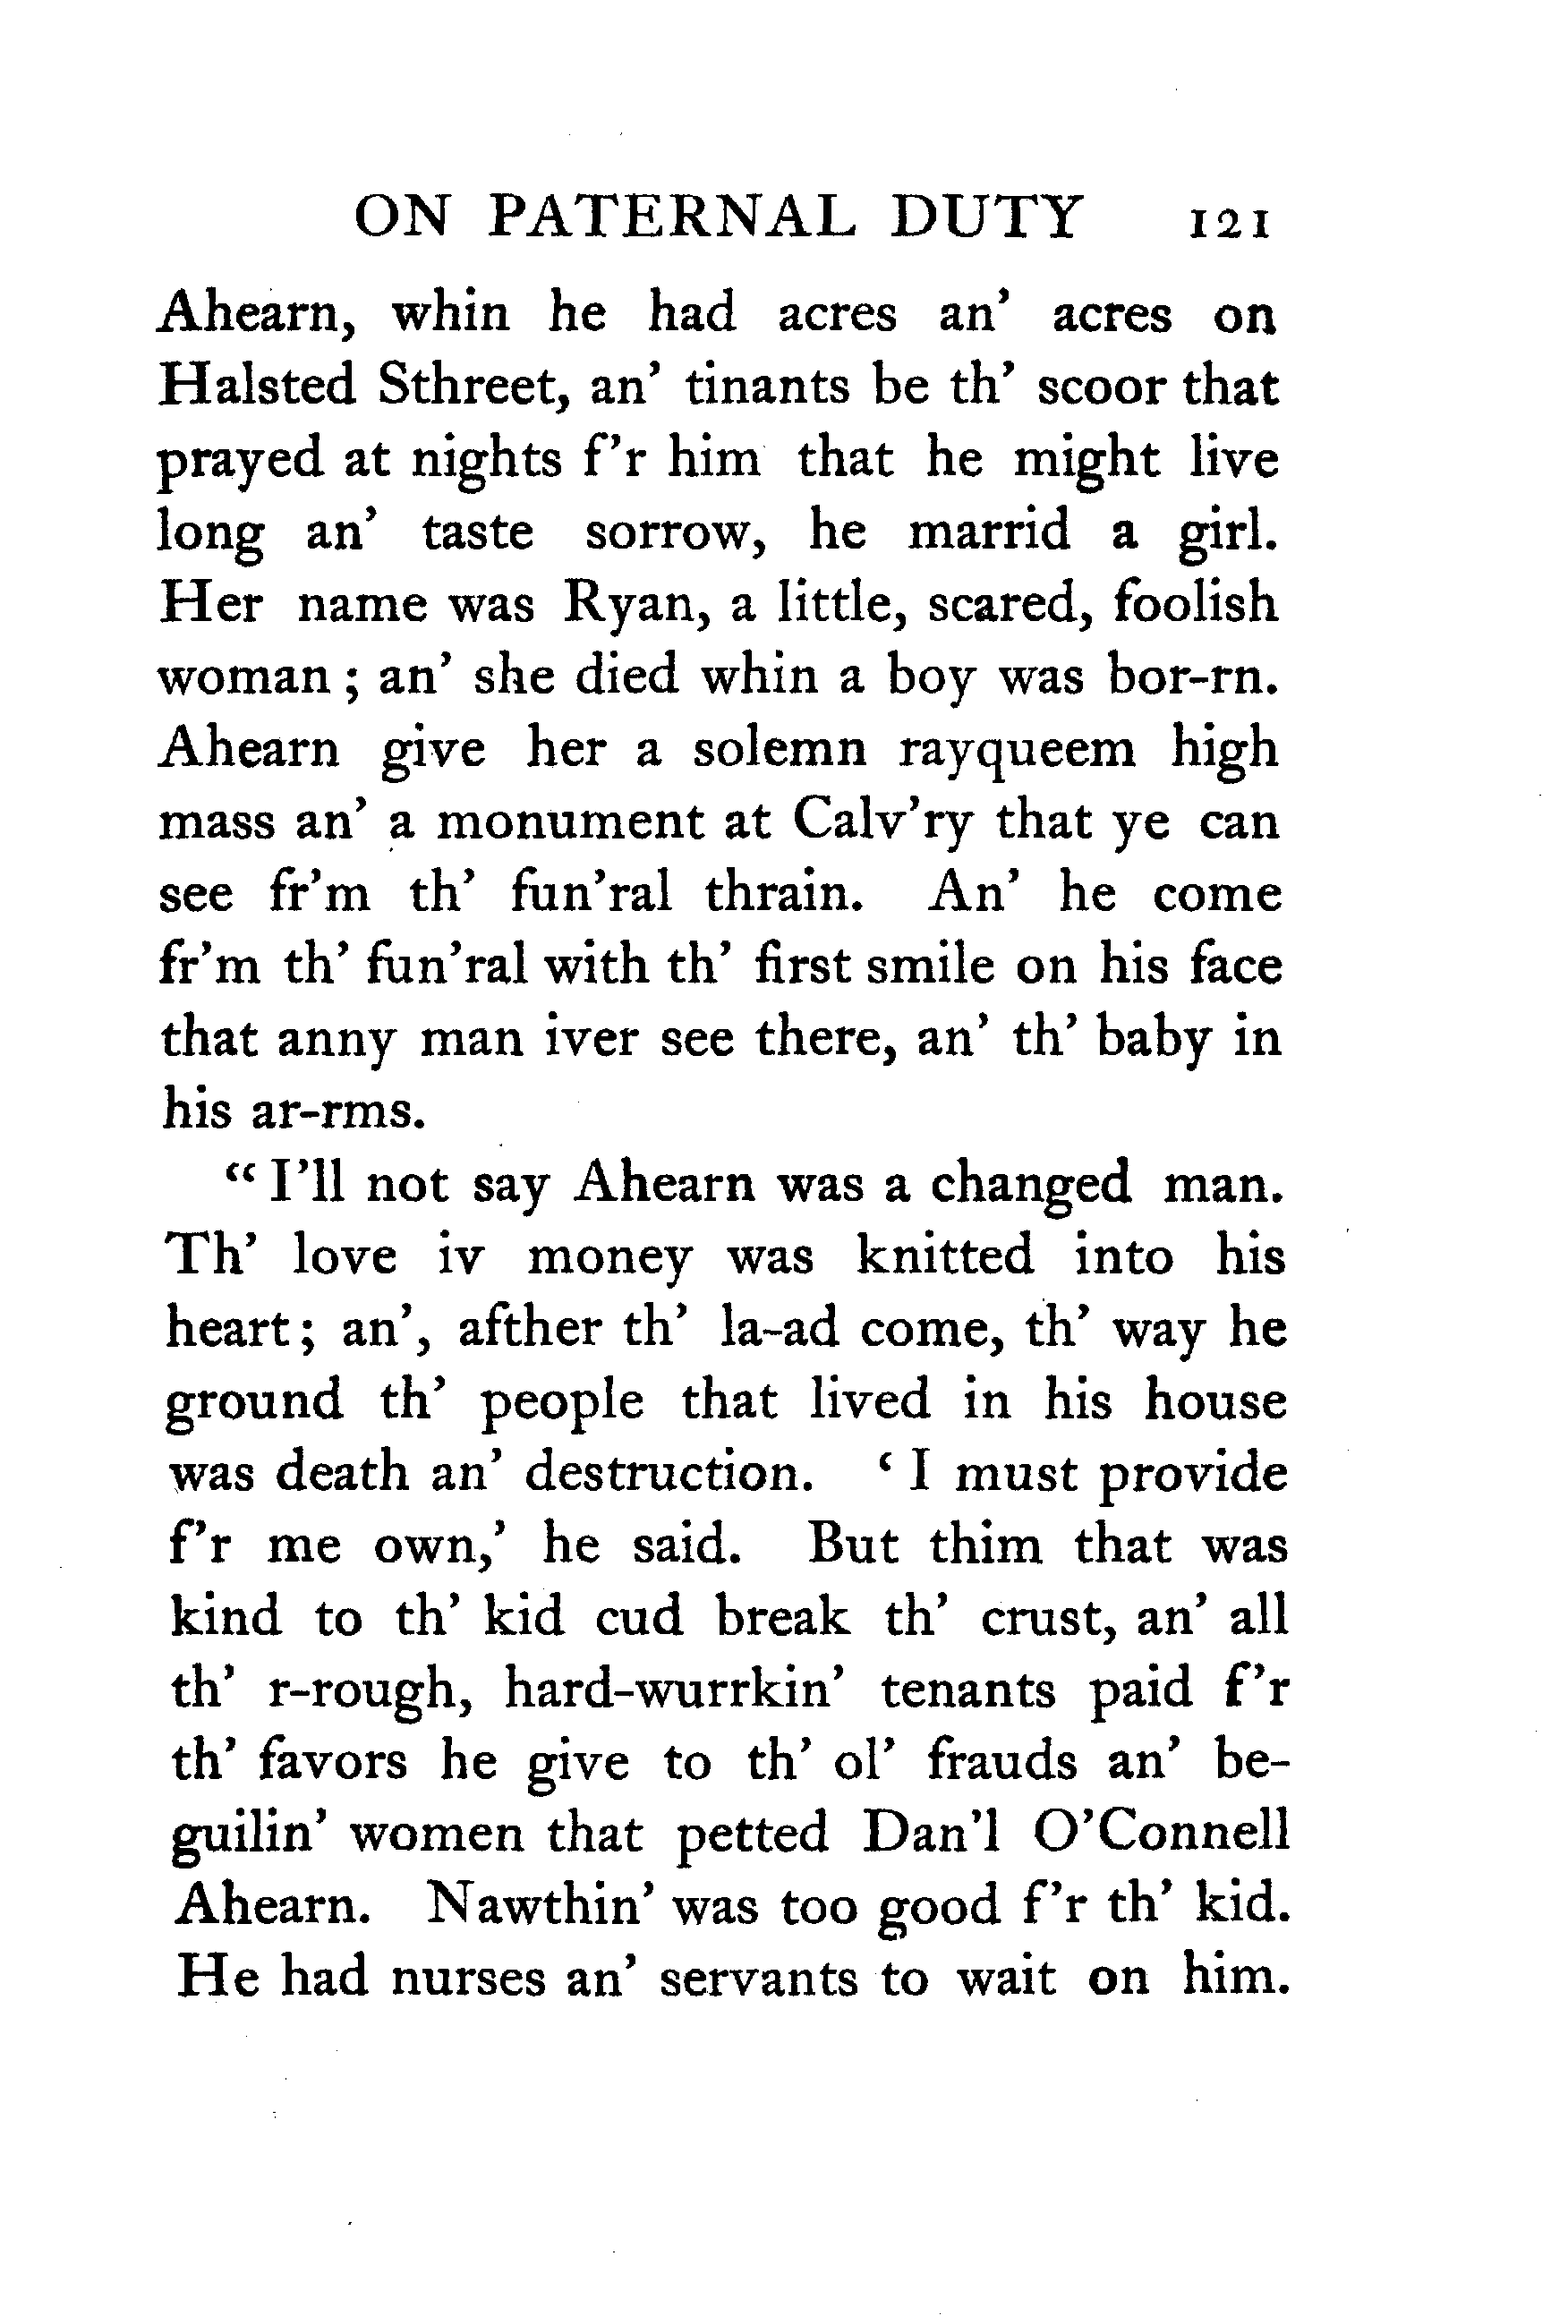 ON PATERNAL DUTY 121
Ahearn, whin he had acres an' acres on
Halsted Sthreet, an' tinants be th' scoor that
prayed at nights f'r him that he might live
long an' taste sorrow, he marrid a girl.
Her name was Ryan, a little, scared, foolish
woman ; an' she died whin a boy was bor-rn.
Ahearn give her a solemn rayqueem high
mass an' a monument at Calv'ry that ye can
see fr'm th' fun'ral thrain. An' he come
fr'm th' fun'ral with th' first smile on his face
that anny man iver see there, an' th' baby in
his ar-rms.
“ I'll not say Ahearn was a changed man.
Th' love iv money was knitted into his
heart ; an', afther th' la-ad come, th' way he
ground th' people that lived in his house
was death an' destruction. ‘ I must provide
f'r me own,’ he said. But thim that was
kind to th' kid cud break th' crust, an' all
th' r-rough, hard-wurrkin' tenants paid f'r
th' favors he give to th' ol' frauds an' be-
guilin' women that petted Dan'l O'Connell
Ahearn. Nawthin' was too good f'r th' kid.
He had nurses an' servants to wait on him.